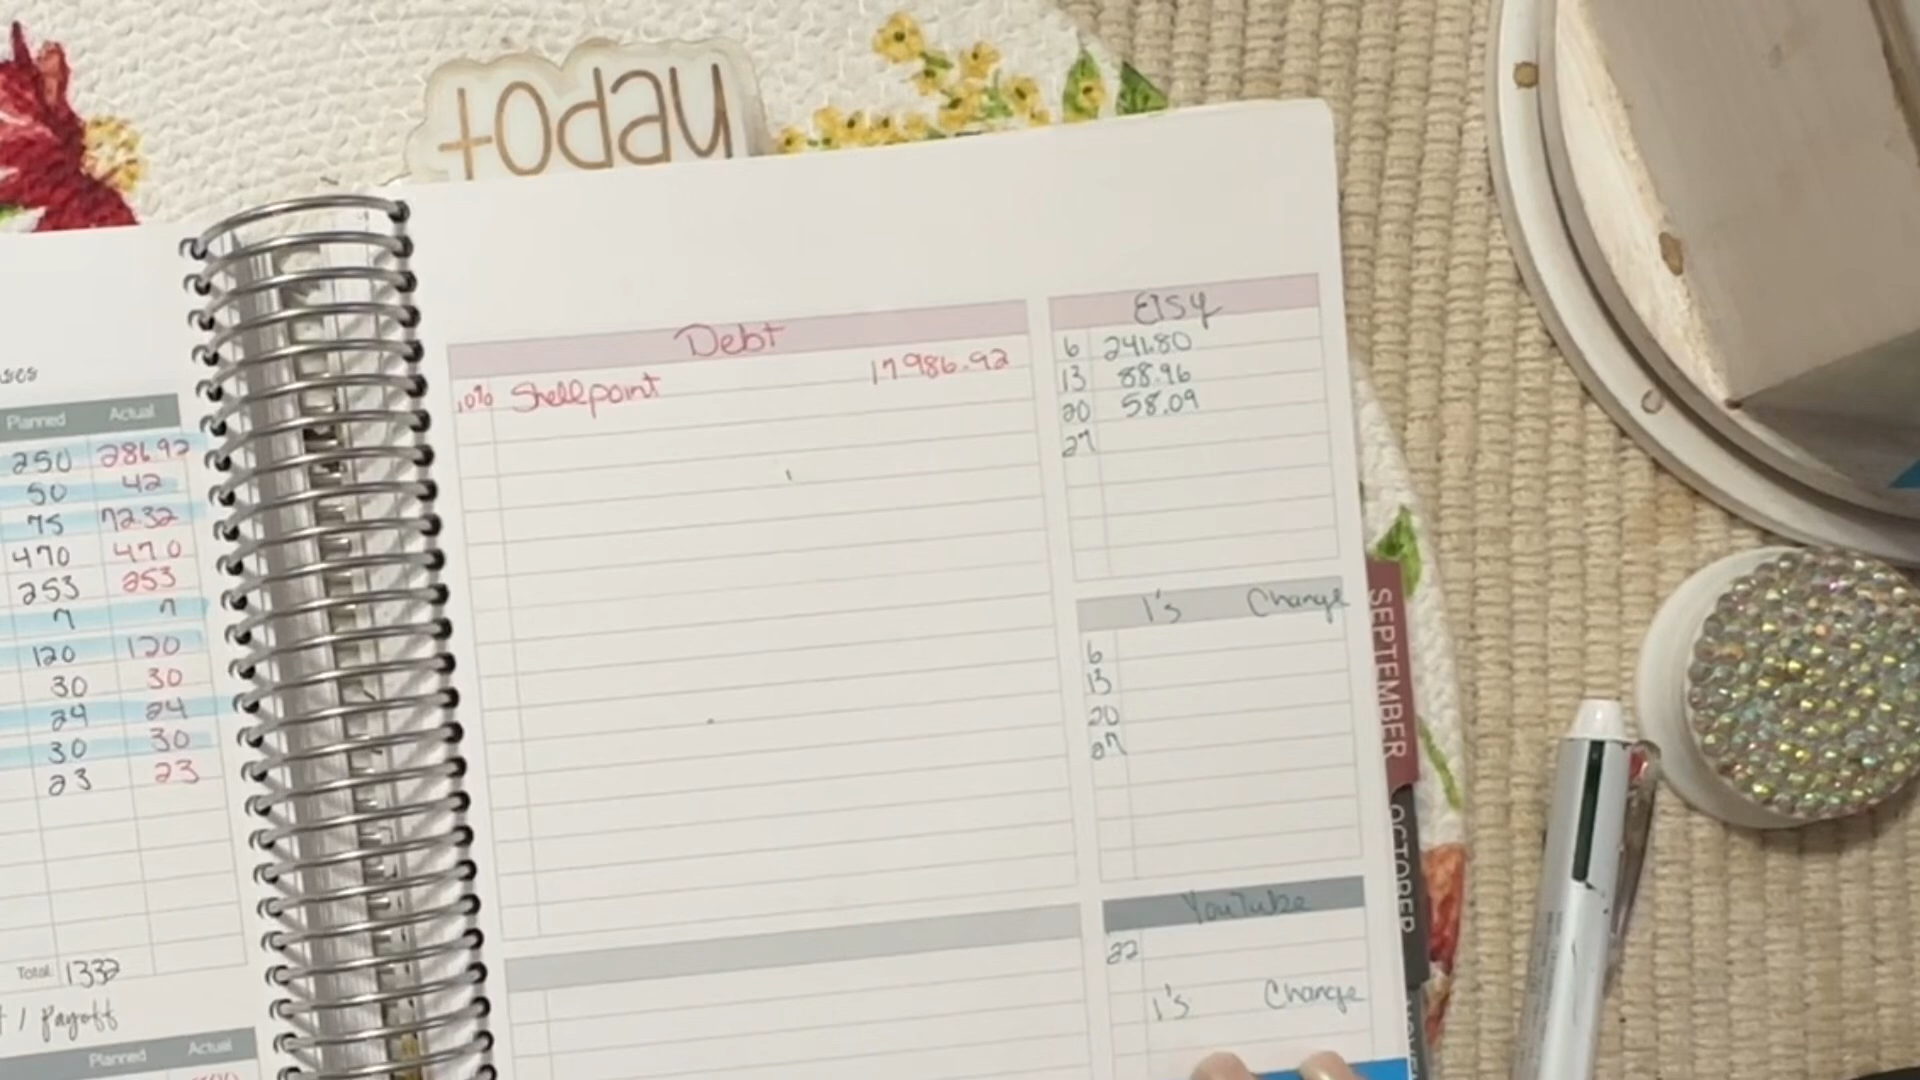 today
ses
Planned Actual
250 286.92
50 42
75 72.32
470 470
253 253
7 7
120 120
30 30
24 24
30 30
23 23
Total: 1332
/ Payoff
Planned Actual
Debt
.0% Shellpoint 17986.92
Etsy
6 241.80
13 88.96
20 58.09
27
1's Change
6
13
20
27
YouTube
22
1's Change
SEPTEMBER
OCTOBER